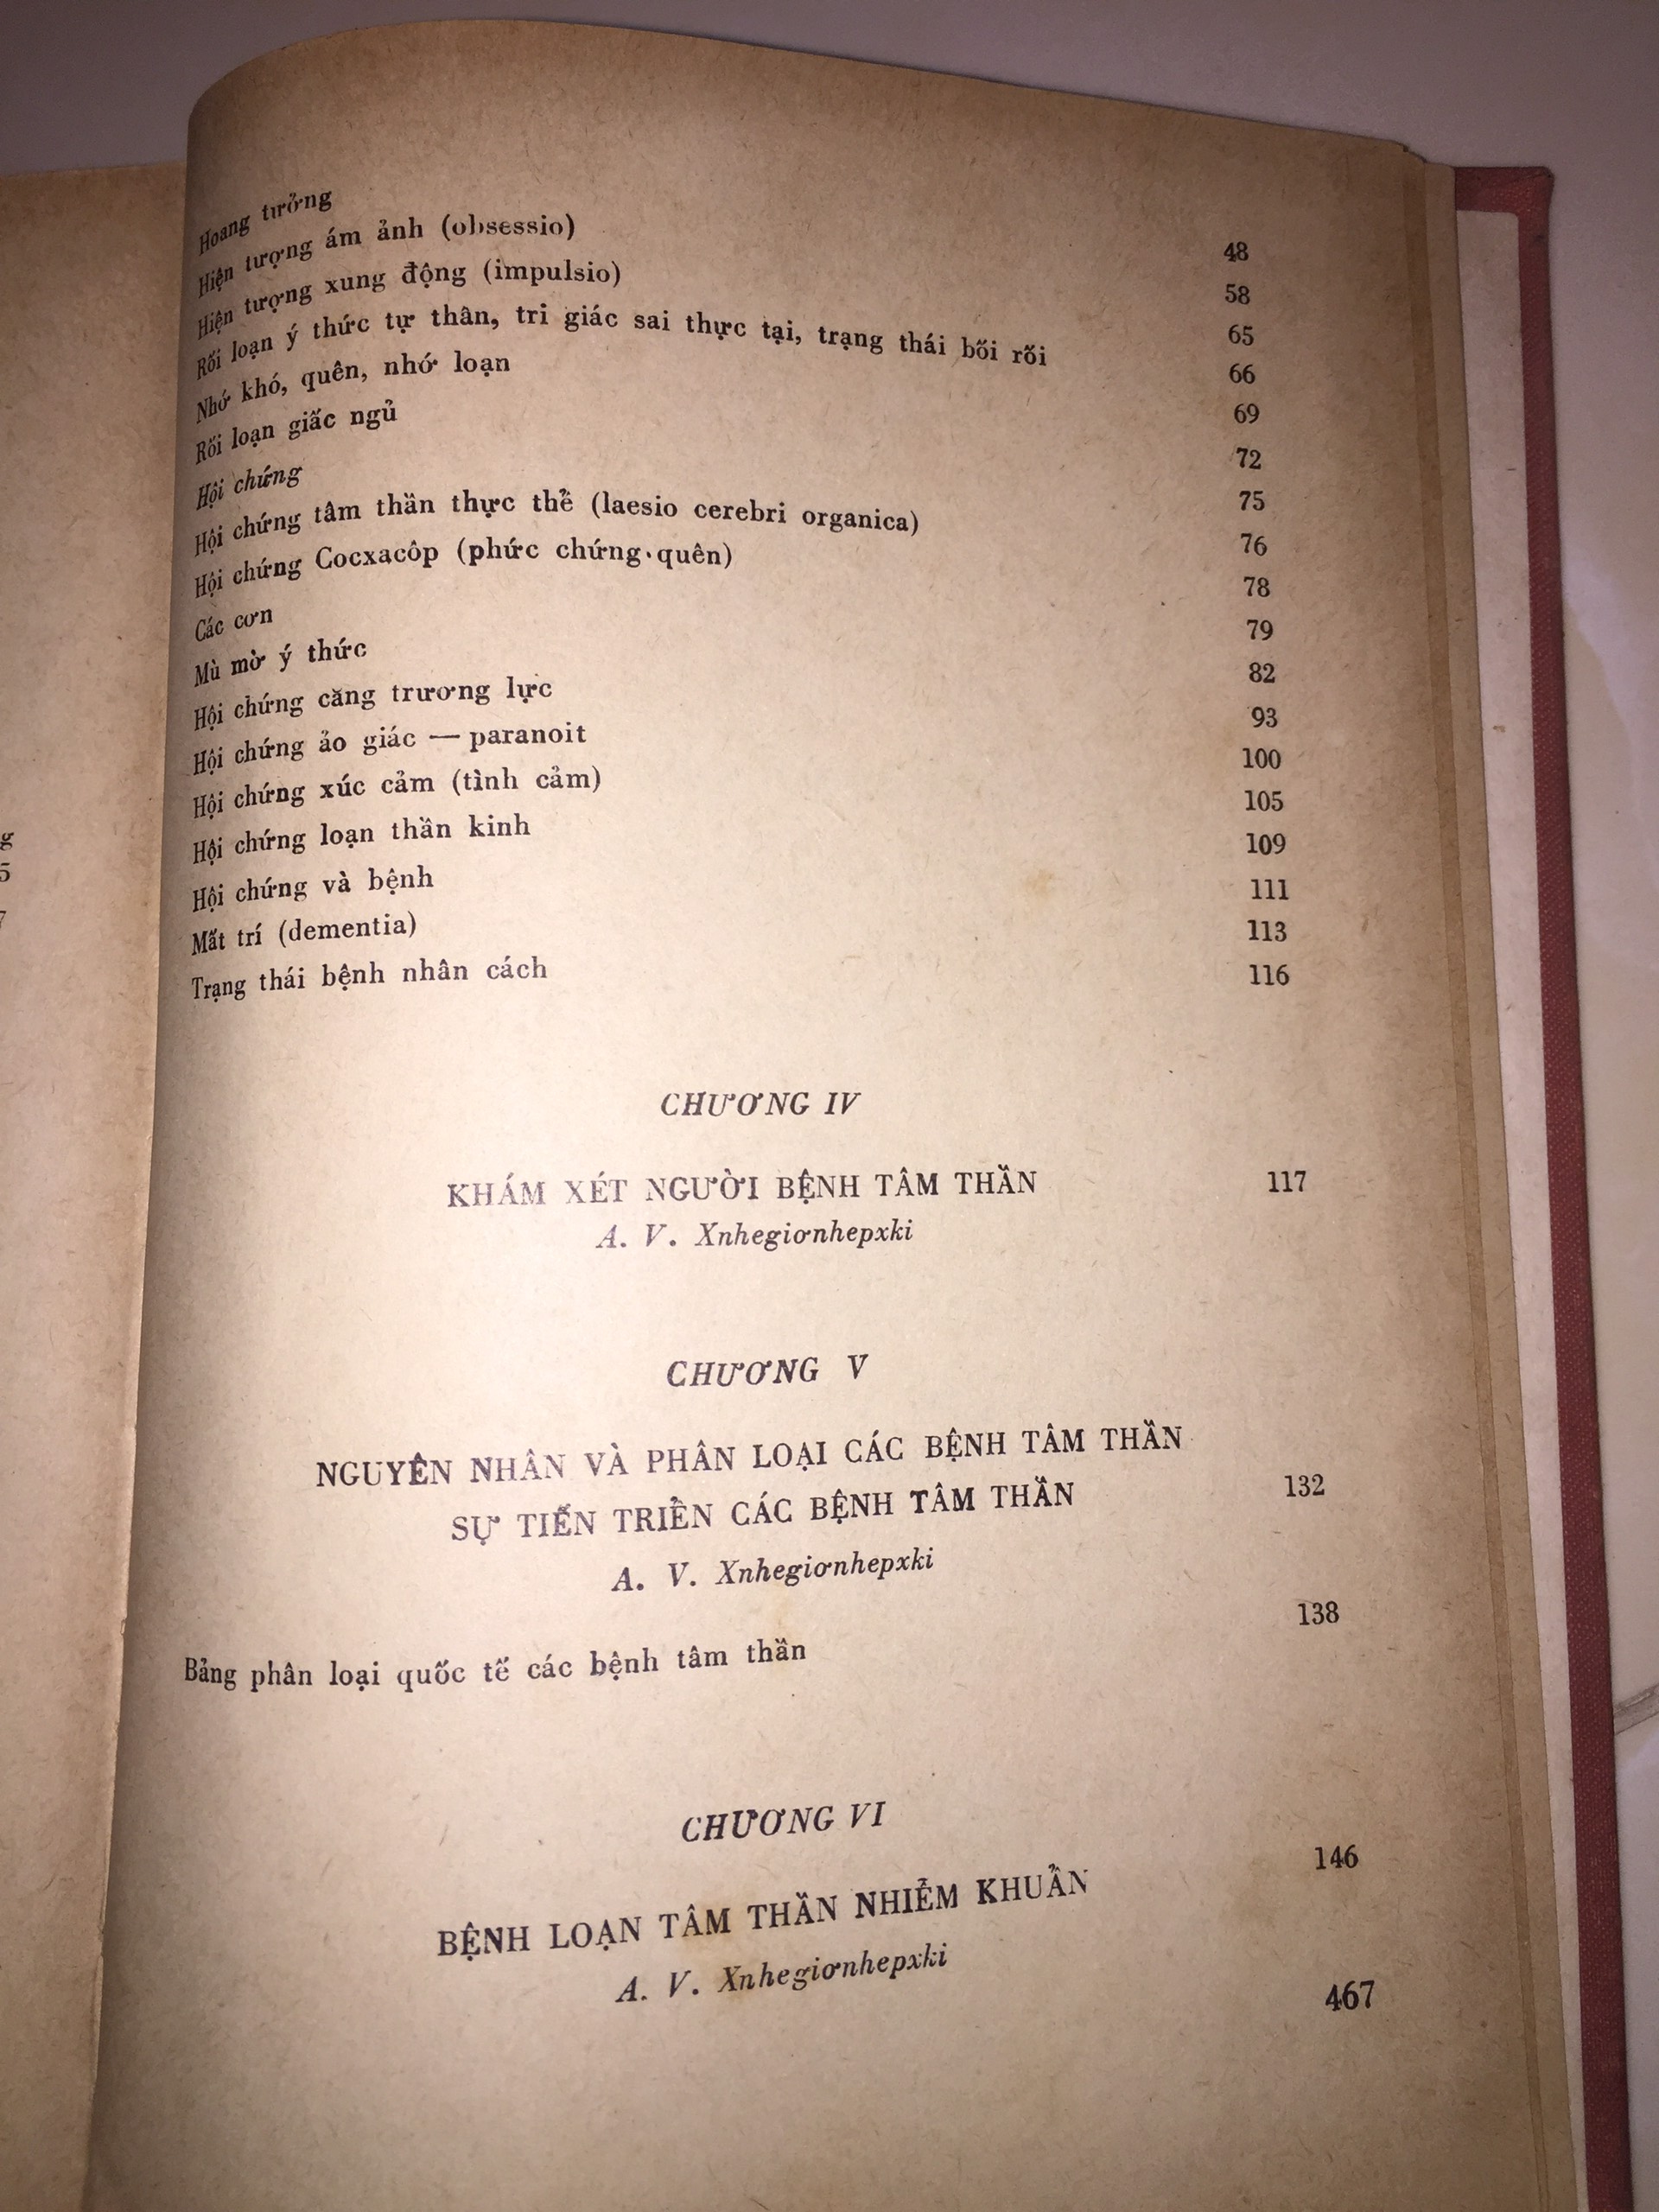 Hoang tưởng 48
Hiện tượng ám ảnh (obsessio) 58
Hiện tượng xung động (impulsio) 65
Rối loạn ý thức tự thân, tri giác sai thực tại, trạng thái bối rối 66
Nhớ khó, quên, nhớ loạn 69
Rối loạn giấc ngủ 72
Hội chứng 75
Hội chứng tâm thần thực thể (laesio cerebri organica) 76
Hội chứng Cocxacôp (phức chứng quên) 78
Các cơn 79
Mù mờ ý thức 82
Hội chứng căng trương lực 93
Hội chứng ảo giác — paranoit 100
Hội chứng xúc cảm (tình cảm) 105
Hội chứng loạn thần kinh 109
Hội chứng và bệnh 111
Mất trí (dementia) 113
Trạng thái bệnh nhân cách 116
CHƯƠNG IV
KHÁM XÉT NGƯỜI BỆNH TÂM THẦN 117
A. V. Xnhegiơnhepxki
CHƯƠNG V
NGUYÊN NHÂN VÀ PHÂN LOẠI CÁC BỆNH TÂM THẦN
SỰ TIẾN TRIỂN CÁC BỆNH TÂM THẦN 132
A. V. Xnhegiơnhepxki
Bảng phân loại quốc tế các bệnh tâm thần 138
CHƯƠNG VI
BỆNH LOẠN TÂM THẦN NHIỄM KHUẨN 146
A. V. Xnhegiơnhepxki
467